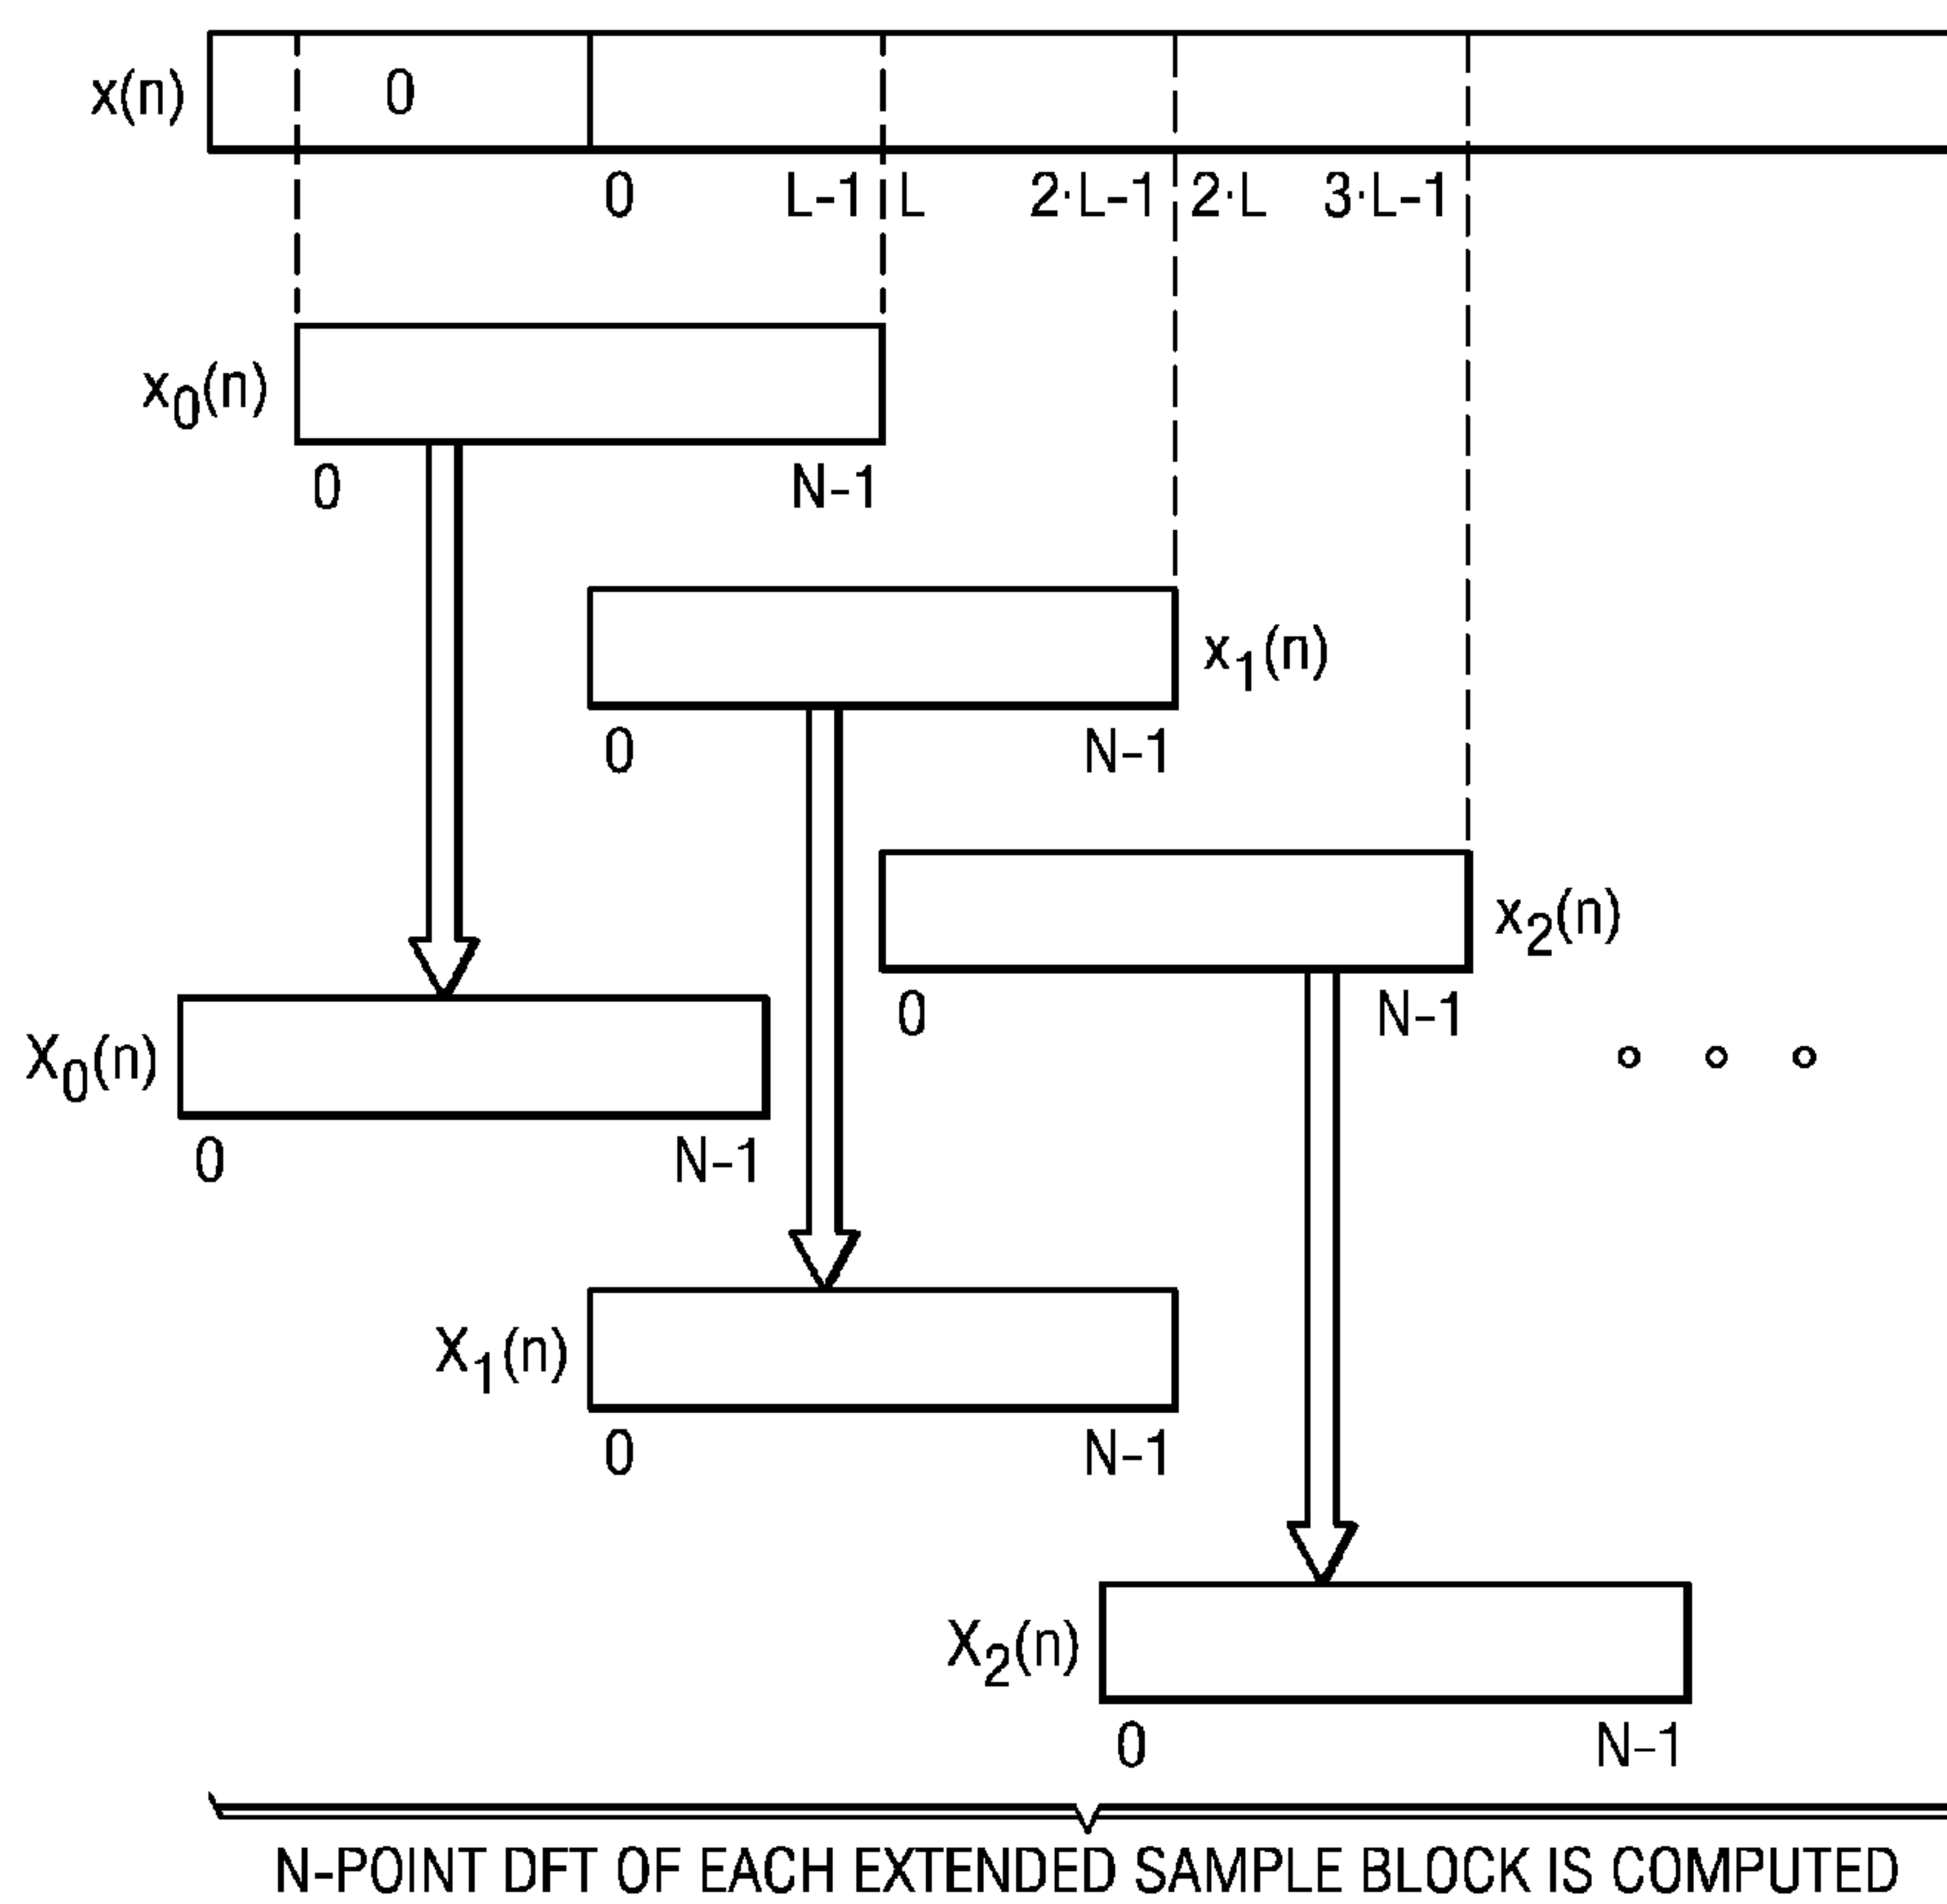 x(n) 0
0 L-1 L 2·L-1 2·L 3·L-1
x₀(n)
0 N-1
x₁(n)
0 N-1
x₂(n)
0 N-1
X₀(n)
0 N-1
X₁(n)
0 N-1
X₂(n)
0 N-1
N-POINT DFT OF EACH EXTENDED SAMPLE BLOCK IS COMPUTED